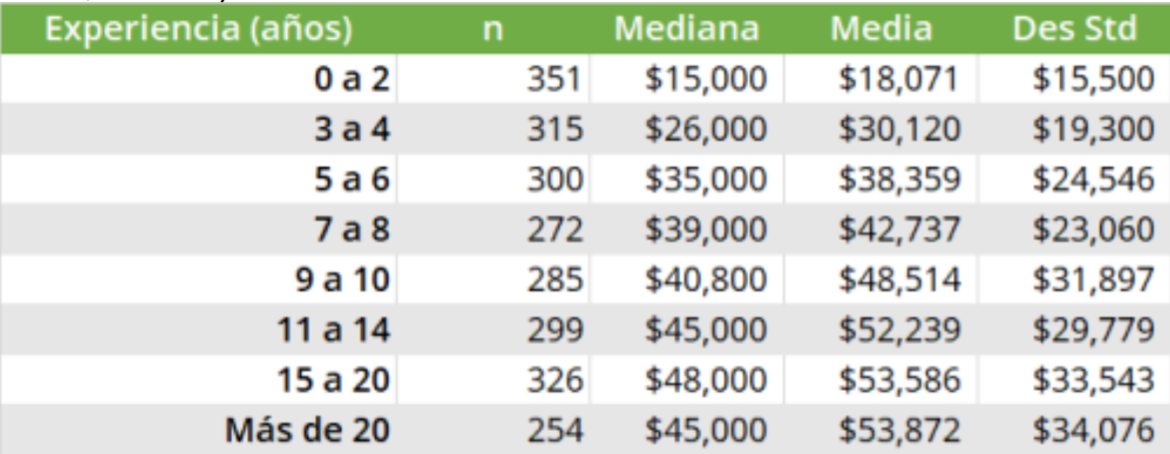 Experiencia (años) n Mediana Media Des Std
0 a 2 351 $15,000 $18,071 $15,500
3 a 4 315 $26,000 $30,120 $19,300
5 a 6 300 $35,000 $38,359 $24,546
7 a 8 272 $39,000 $42,737 $23,060
9 a 10 285 $40,800 $48,514 $31,897
11 a 14 299 $45,000 $52,239 $29,779
15 a 20 326 $48,000 $53,586 $33,543
Más de 20 254 $45,000 $53,872 $34,076